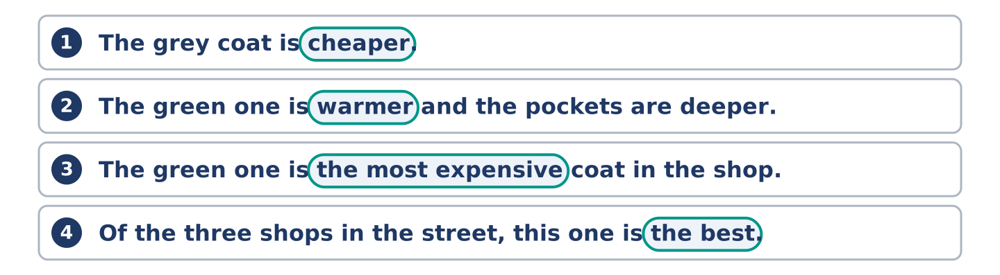 1 The grey coat is cheaper.
2 The green one is warmer and the pockets are deeper.
3 The green one is the most expensive coat in the shop.
4 Of the three shops in the street, this one is the best.